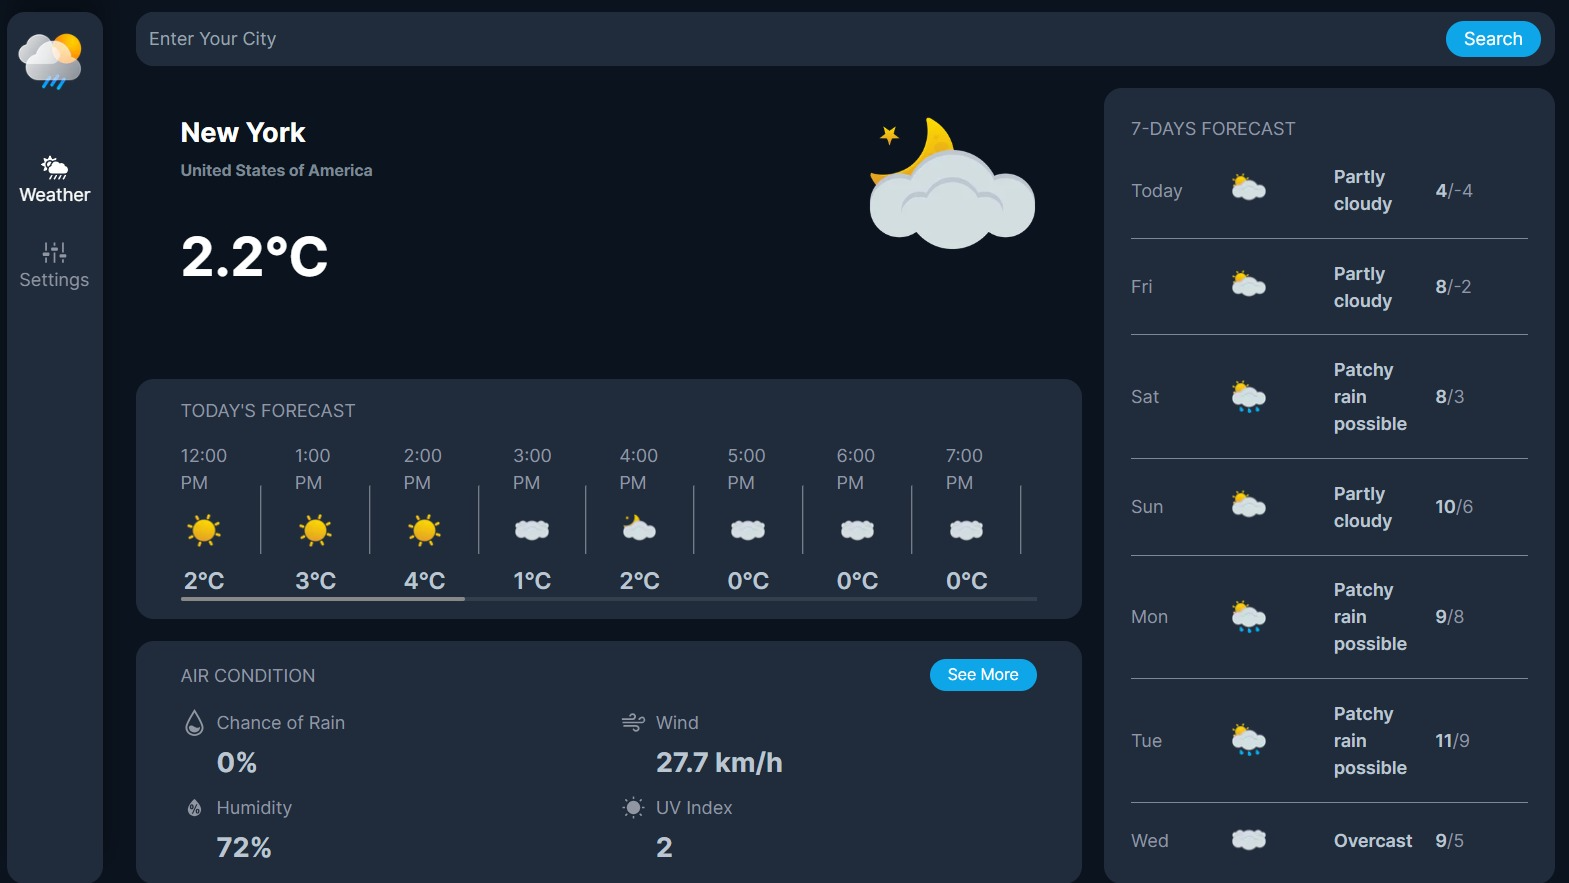 Enter Your City
Search
Weather
Settings
New York
United States of America
2.2°C
TODAY'S FORECAST
12:00
PM
2°C
1:00
PM
3°C
2:00
PM
4°C
3:00
PM
1°C
4:00
PM
2°C
5:00
PM
0°C
6:00
PM
0°C
7:00
PM
0°C
AIR CONDITION
See More
Chance of Rain
0%
Wind
27.7 km/h
Humidity
72%
UV Index
2
7-DAYS FORECAST
Today
Partly
cloudy
4/-4
Fri
Partly
cloudy
8/-2
Sat
Patchy
rain
possible
8/3
Sun
Partly
cloudy
10/6
Mon
Patchy
rain
possible
9/8
Tue
Patchy
rain
possible
11/9
Wed
Overcast
9/5